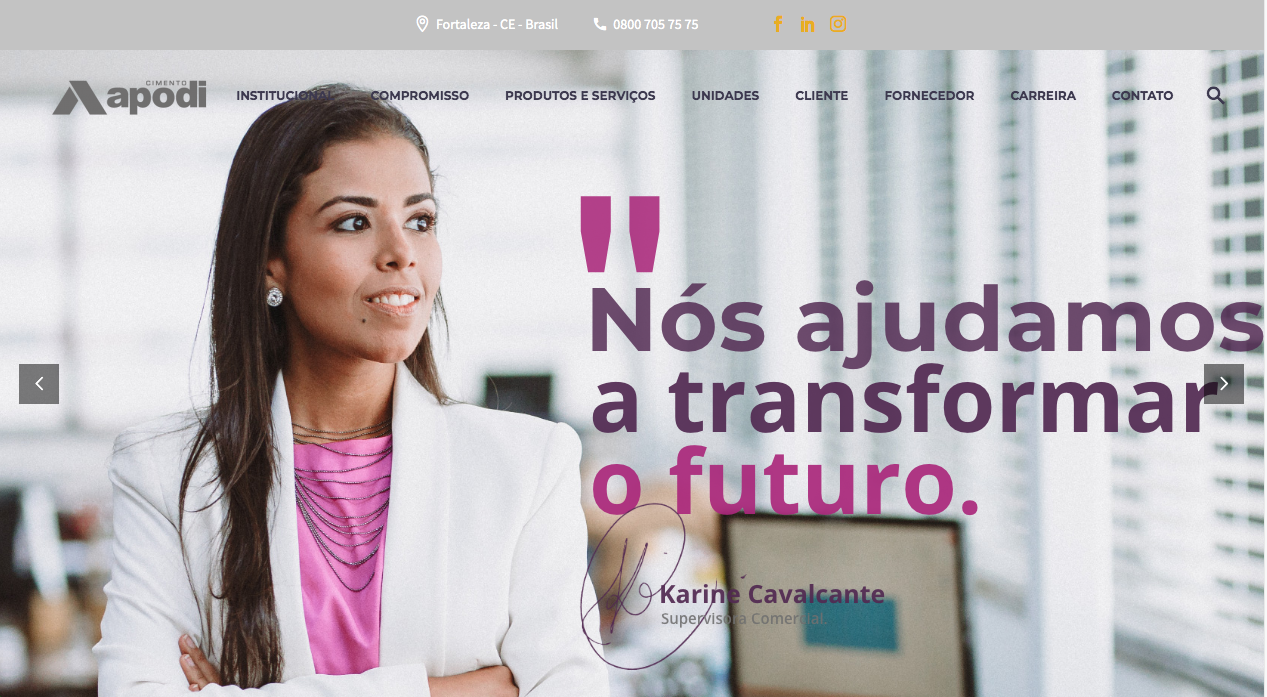 Fortaleza - CE - Brasil 0800 705 75 75
CIMENTO
apodi
INSTITUCIONAL COMPROMISSO PRODUTOS E SERVIÇOS UNIDADES CLIENTE FORNECEDOR CARREIRA CONTATO
"
Nós ajudamos
a transformar
o futuro.
Karine Cavalcante
Supervisora Comercial.